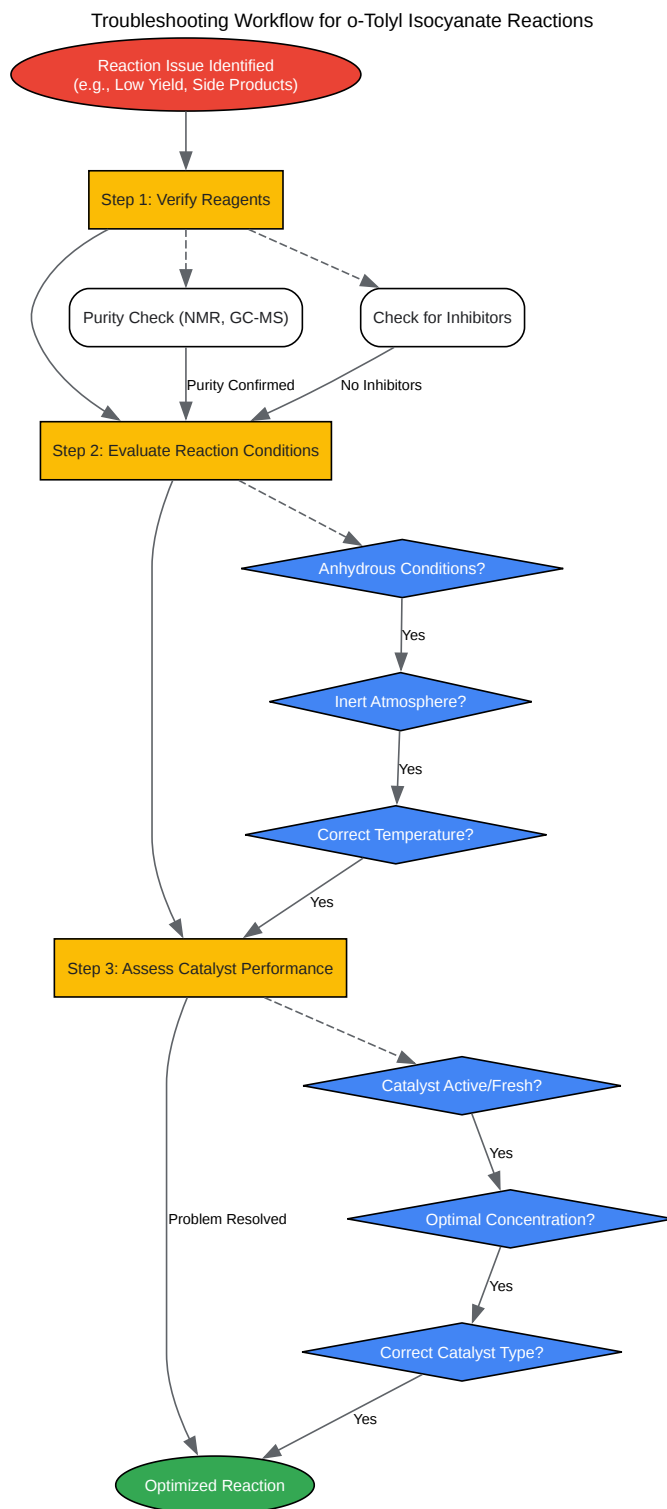 Troubleshooting Workflow for o-Tolyl Isocyanate Reactions
Reaction Issue Identified
(e.g., Low Yield, Side Products)
Step 1: Verify Reagents
Purity Check (NMR, GC-MS)
Check for Inhibitors
Purity Confirmed
No Inhibitors
Step 2: Evaluate Reaction Conditions
Anhydrous Conditions?
Yes
Inert Atmosphere?
Yes
Correct Temperature?
Yes
Step 3: Assess Catalyst Performance
Catalyst Active/Fresh?
Yes
Problem Resolved
Optimal Concentration?
Yes
Correct Catalyst Type?
Yes
Optimized Reaction